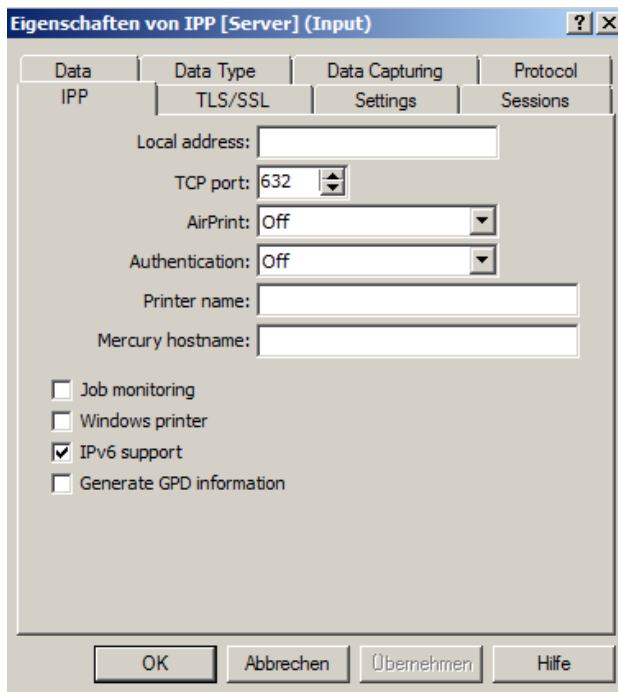 Eigenschaften von IPP [Server] (Input)
Data Data Type Data Capturing Protocol
IPP TLS/SSL Settings Sessions
Local address:
TCP port: 632
AirPrint: Off
Authentication: Off
Printer name:
Mercury hostname:
Job monitoring
Windows printer
IPv6 support
Generate GPD information
OK Abbrechen Übernehmen Hilfe